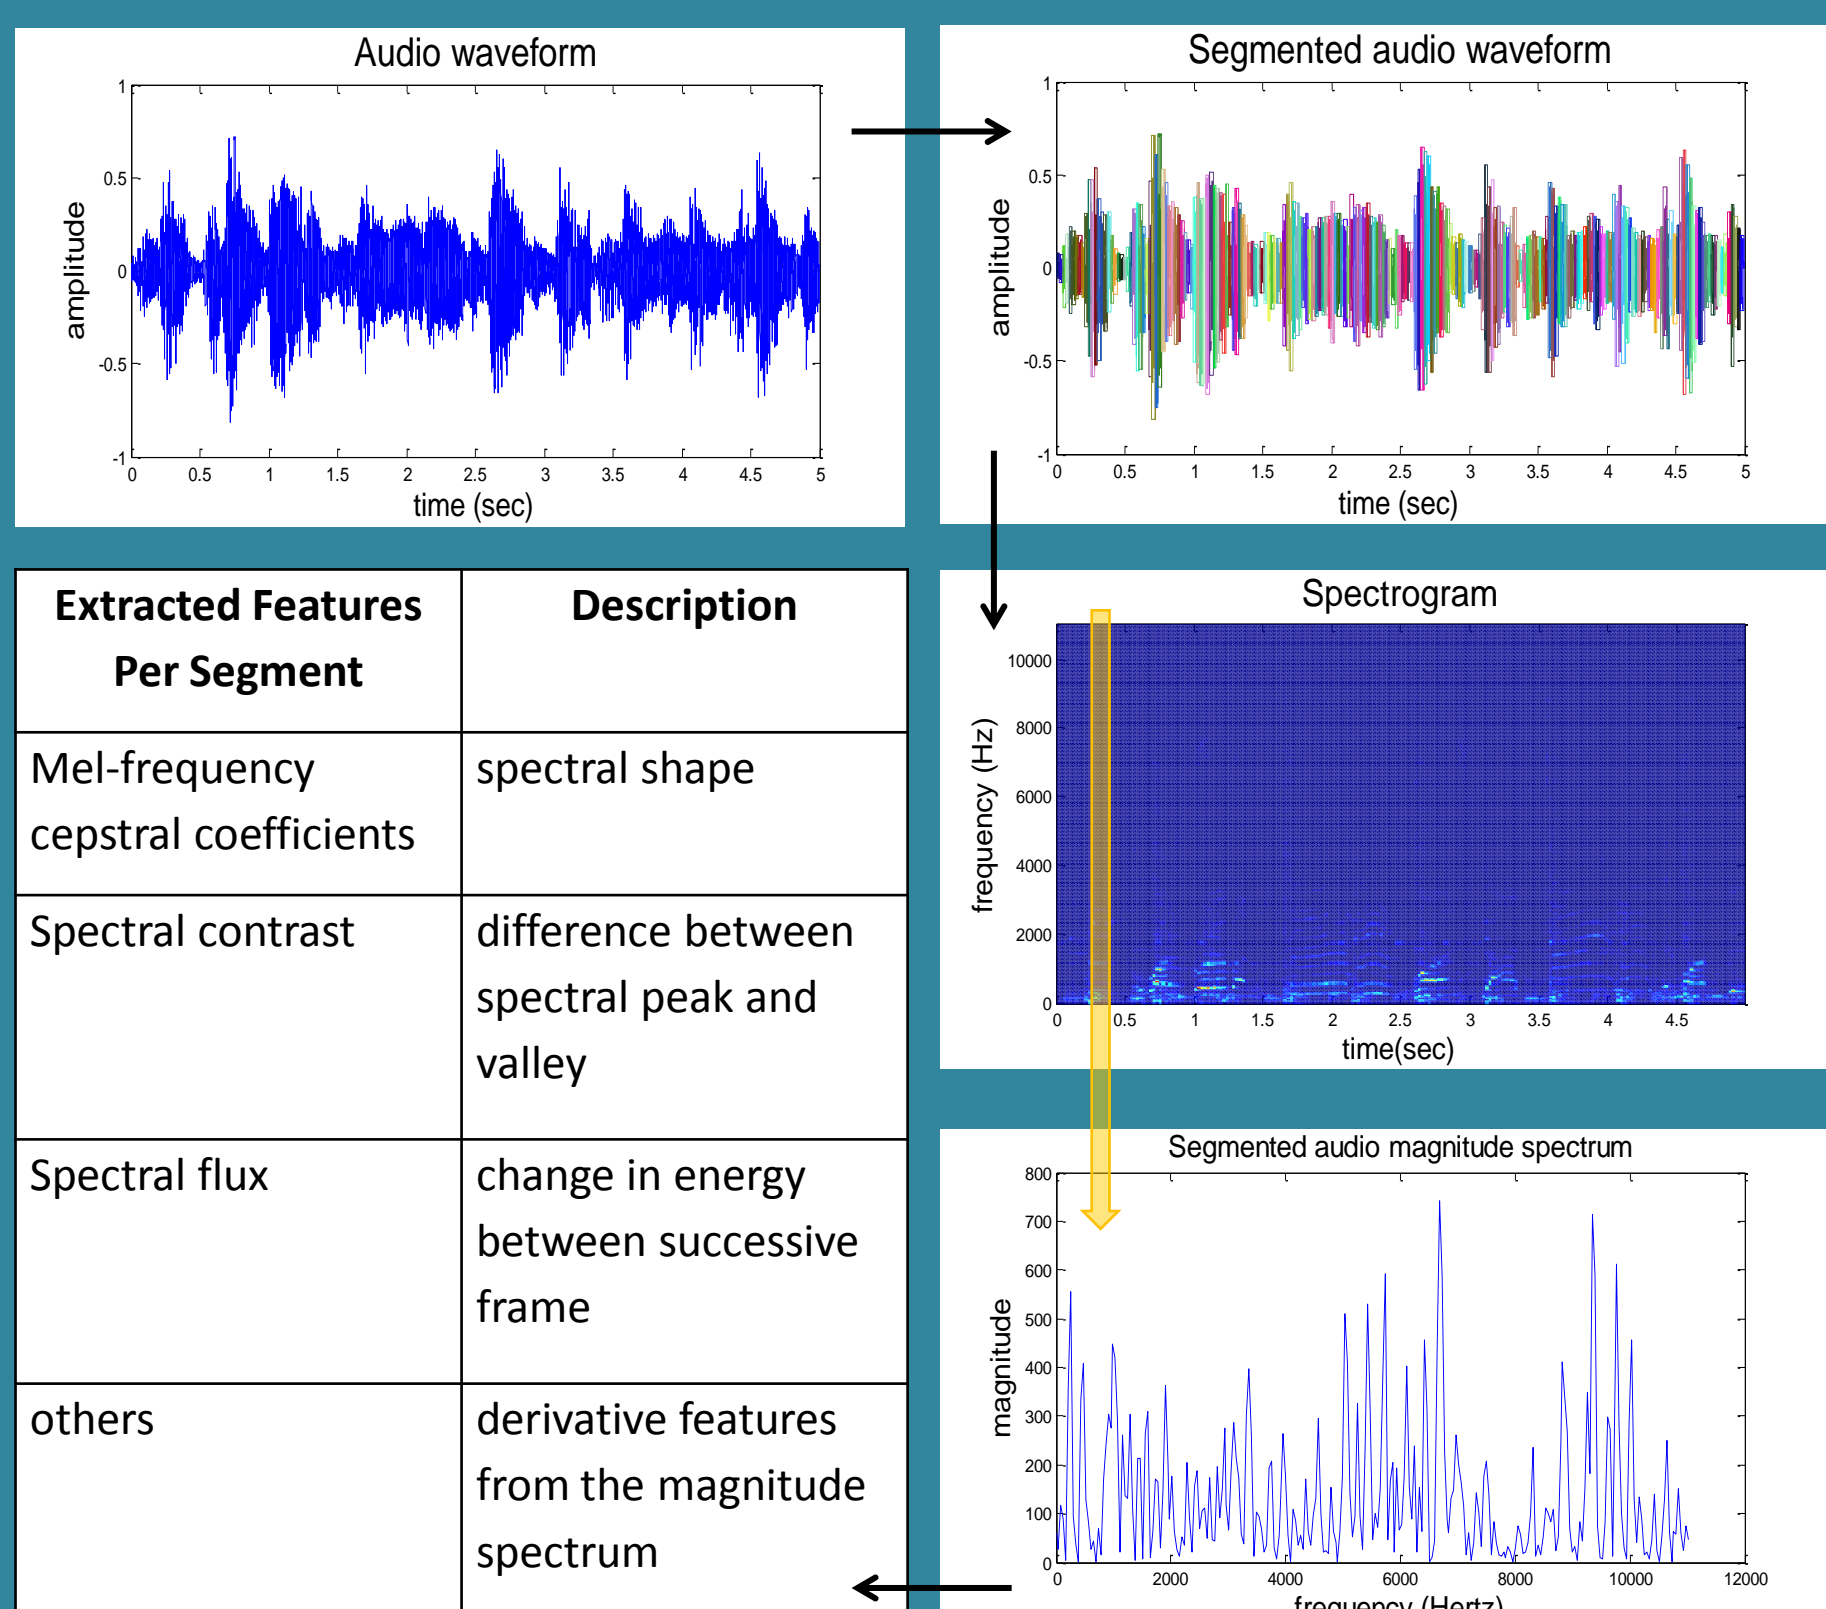 Audio waveform
1
0.5
0
-0.5
-1
amplitude
0 0.5 1 1.5 2 2.5 3 3.5 4 4.5 5
time (sec)
Segmented audio waveform
1
0.5
0
-0.5
-1
amplitude
0 0.5 1 1.5 2 2.5 3 3.5 4 4.5 5
time (sec)
Extracted Features
Per Segment
Description
Mel-frequency
cepstral coefficients
spectral shape
Spectral contrast
difference between
spectral peak and
valley
Spectral flux
change in energy
between successive
frame
others
derivative features
from the magnitude
spectrum
Spectrogram
10000
8000
6000
4000
2000
0
frequency (Hz)
0 0.5 1 1.5 2 2.5 3 3.5 4 4.5
time(sec)
Segmented audio magnitude spectrum
800
700
600
500
400
300
200
100
0
magnitude
0 2000 4000 6000 8000 10000 12000
frequency (Hertz)